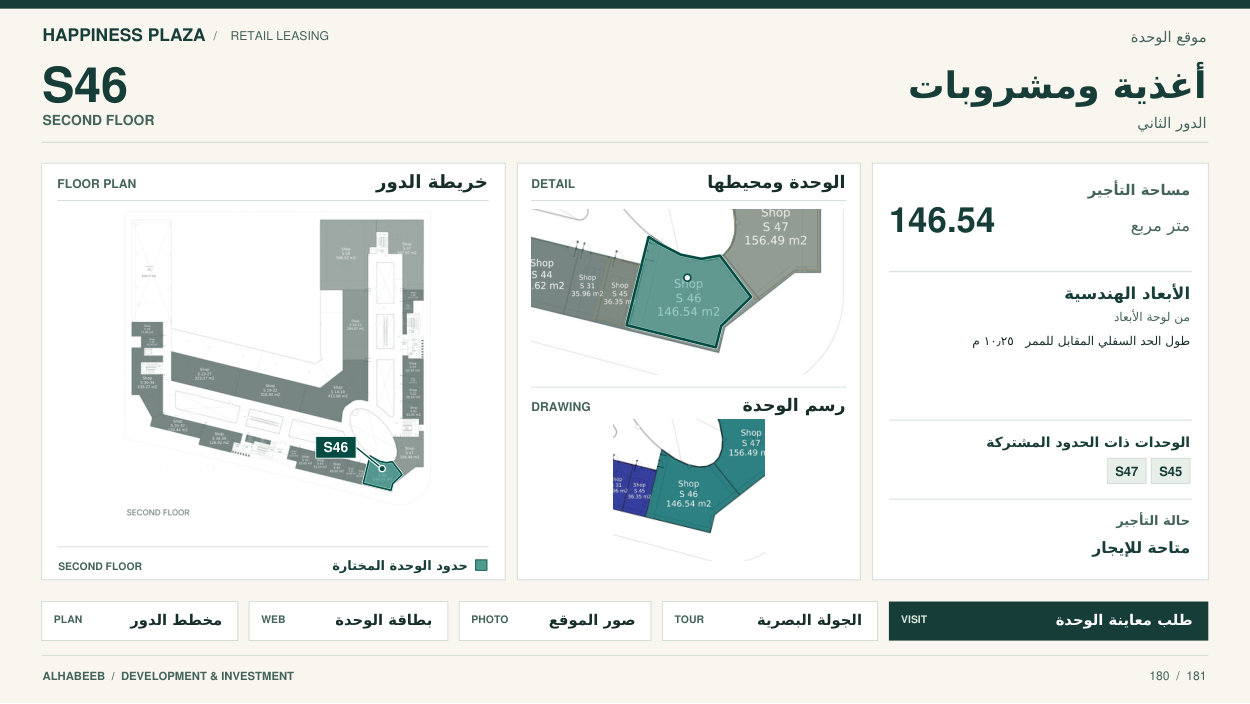 HAPPINESS PLAZA / RETAIL LEASING
موقع الوحدة
S46
أغذية ومشروبات
SECOND FLOOR
الدور الثاني
FLOOR PLAN
خريطة الدور
S46
SECOND FLOOR
SECOND FLOOR
حدود الوحدة المختارة
DETAIL
الوحدة ومحيطها
Shop
S 47
156.49 m2
Shop
S 44
.62 m2
Shop
S 31
35.96 m2
Shop
S 45
36.35 m
Shop
S 46
146.54 m2
DRAWING
رسم الوحدة
Shop
S 47
156.49 m
Shop
S 45
36.35 m2
Shop
S 46
146.54 m2
مساحة التأجير
146.54
متر مربع
الأبعاد الهندسية
من لوحة الأبعاد
طول الحد السفلي المقابل للممر ١٠٫٢٥ م
الوحدات ذات الحدود المشتركة
S47 S45
حالة التأجير
متاحة للإيجار
PLAN مخطط الدور
WEB بطاقة الوحدة
PHOTO صور الموقع
TOUR الجولة البصرية
VISIT طلب معاينة الوحدة
ALHABEEB / DEVELOPMENT & INVESTMENT
180 / 181